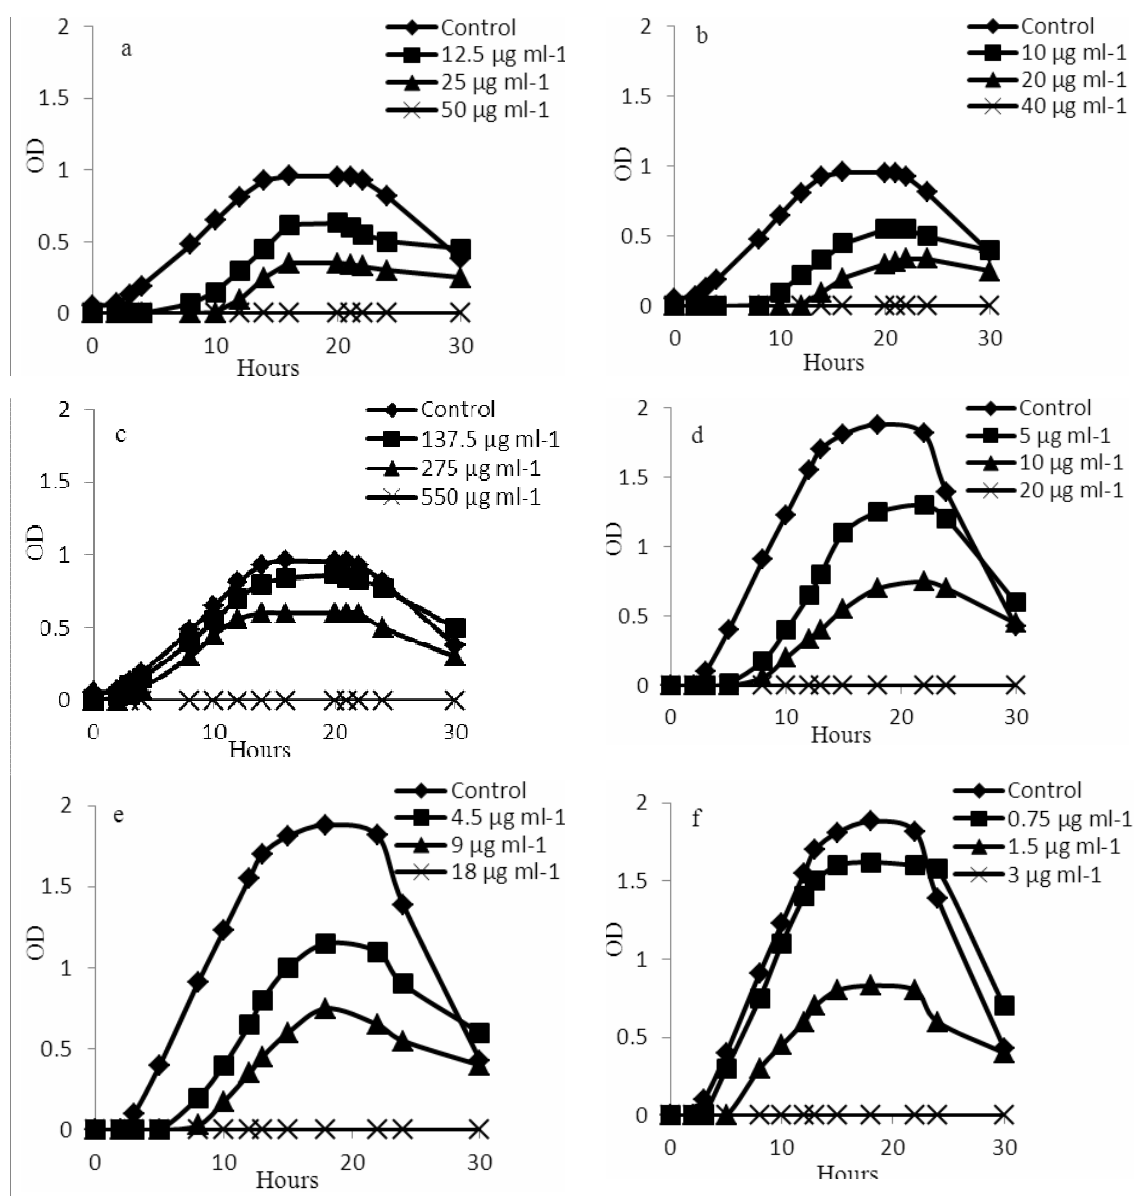 a
Control
12.5 µg ml-1
25 µg ml-1
50 µg ml-1
2
1.5
1
0.5
0
OD
0 10 20 30
Hours
b
Control
10 µg ml-1
20 µg ml-1
40 µg ml-1
2
1.5
1
0.5
0
OD
0 10 20 30
Hours
c
Control
137.5 µg ml-1
275 µg ml-1
550 µg ml-1
2
1.5
1
0.5
0
OD
0 10 20 30
Hours
d
Control
5 µg ml-1
10 µg ml-1
20 µg ml-1
2
1.5
1
0.5
0
OD
0 10 20 30
Hours
e
Control
4.5 µg ml-1
9 µg ml-1
18 µg ml-1
2
1.5
1
0.5
0
OD
0 10 20 30
Hours
f
Control
0.75 µg ml-1
1.5 µg ml-1
3 µg ml-1
2
1.5
1
0.5
0
OD
0 10 20 30
Hours